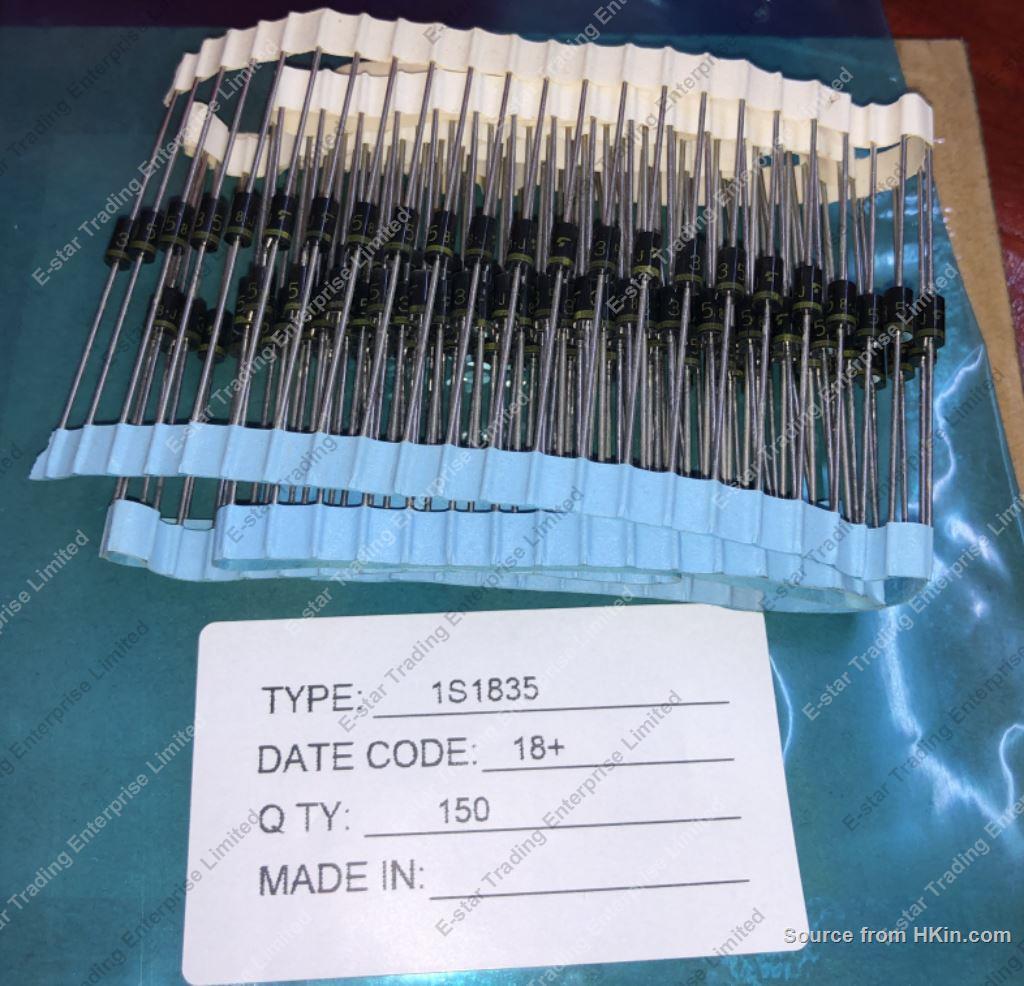 TYPE: 1S1835
DATE CODE: 18+
Q TY: 150
MADE IN:
E-star Trading Enterprise Limited
Source from HKin.com